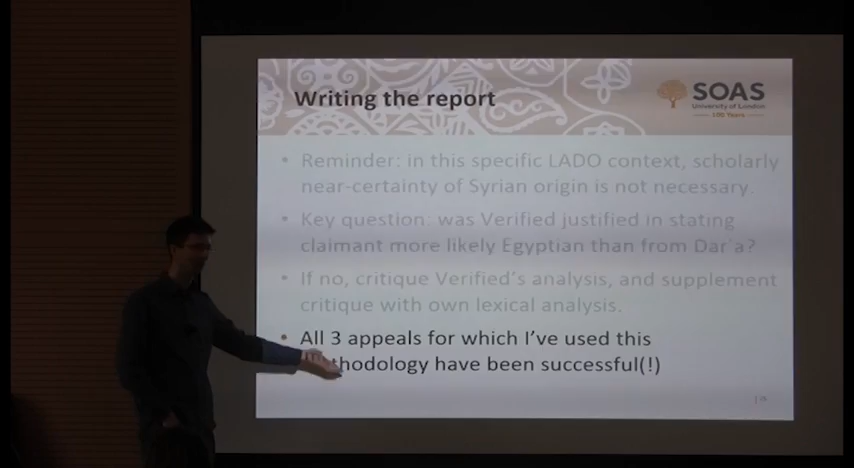 Writing the report
SOAS
University of London
100 Years
• Reminder: in this specific LADO context, scholarly
near-certainty of Syrian origin is not necessary.
• Key question: was Verified justified in stating
claimant more likely Egyptian than from Dar'a?
• If no, critique Verified's analysis, and supplement
critique with own lexical analysis.
• All 3 appeals for which I've used this
have been successful(!)